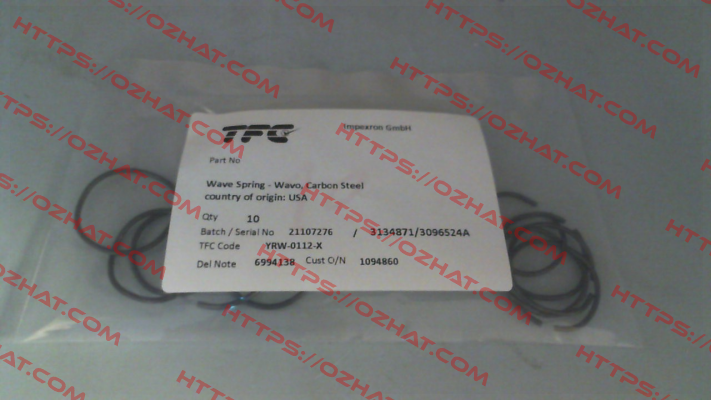 TFC
Impexron GmbH
Part No
Wave Spring - Wavo, Carbon Steel
country of origin: USA
Qty 10
Batch / Serial No 21107276 / 3134871/3096524A
TFC Code YRW-0112-X
Del Note 6994138 Cust O/N 1094860
HTTPS://OZHAT.COM